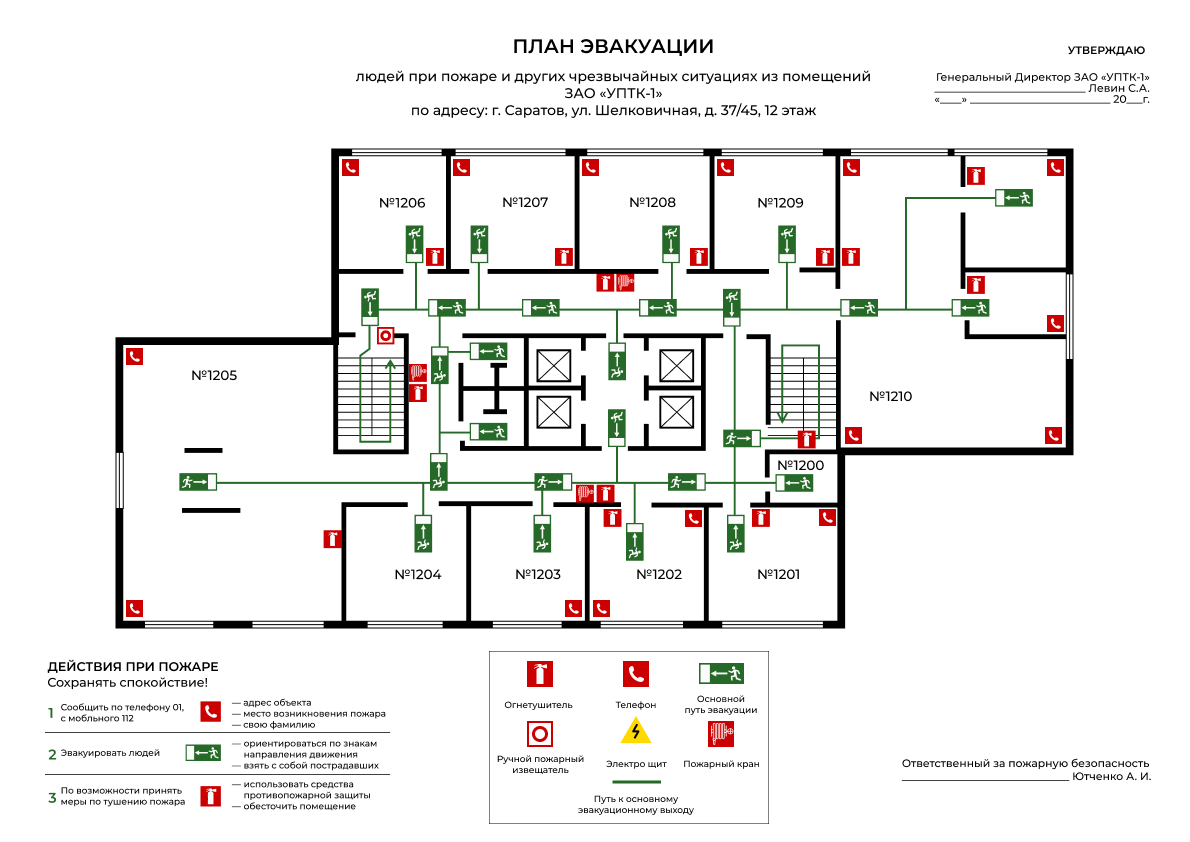 ПЛАН ЭВАКУАЦИИ
людей при пожаре и других чрезвычайных ситуациях из помещений
ЗАО «УПТК-1»
по адресу: г. Саратов, ул. Шелковичная, д. 37/45, 12 этаж
УТВЕРЖДАЮ
Генеральный Директор ЗАО «УПТК-1»
____________________________ Левин С.А.
«____» __________________________ 20___г.
№1206
№1207
№1208
№1209
№1205
№1210
№1200
№1204
№1203
№1202
№1201
ДЕЙСТВИЯ ПРИ ПОЖАРЕ
Сохранять спокойствие!
1 Сообщить по телефону 01,
с мобльного 112
— адрес объекта
— место возникновения пожара
— свою фамилию
2 Эвакуировать людей
— ориентироваться по знакам
направления движения
— взять с собой пострадавших
3 По возможности принять
меры по тушению пожара
— использовать средства
противопожарной защиты
— обесточить помещение
Огнетушитель
Телефон
Основной
путь эвакуации
Ручной пожарный
извещатель
Электро щит
Пожарный кран
Путь к основному
эвакуационному выходу
Ответственный за пожарную безопасность
_______________________________ Ютченко А. И.